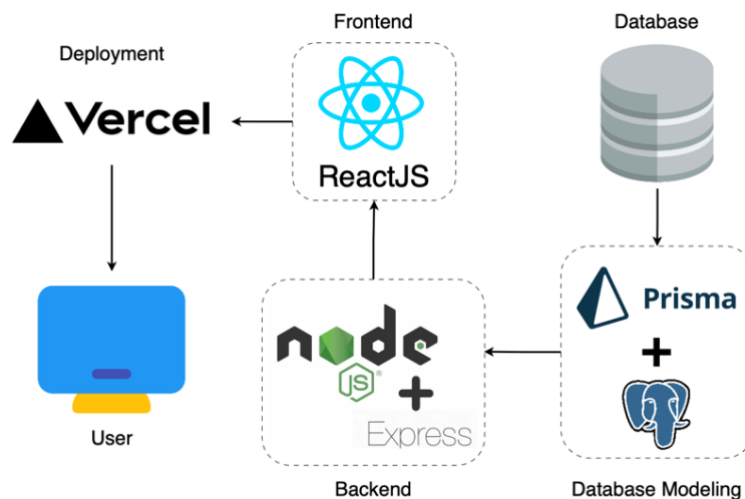 Frontend
Database
Deployment
Vercel
ReactJS
Prisma
+
node
JS
+
Express
User
Backend
Database Modeling